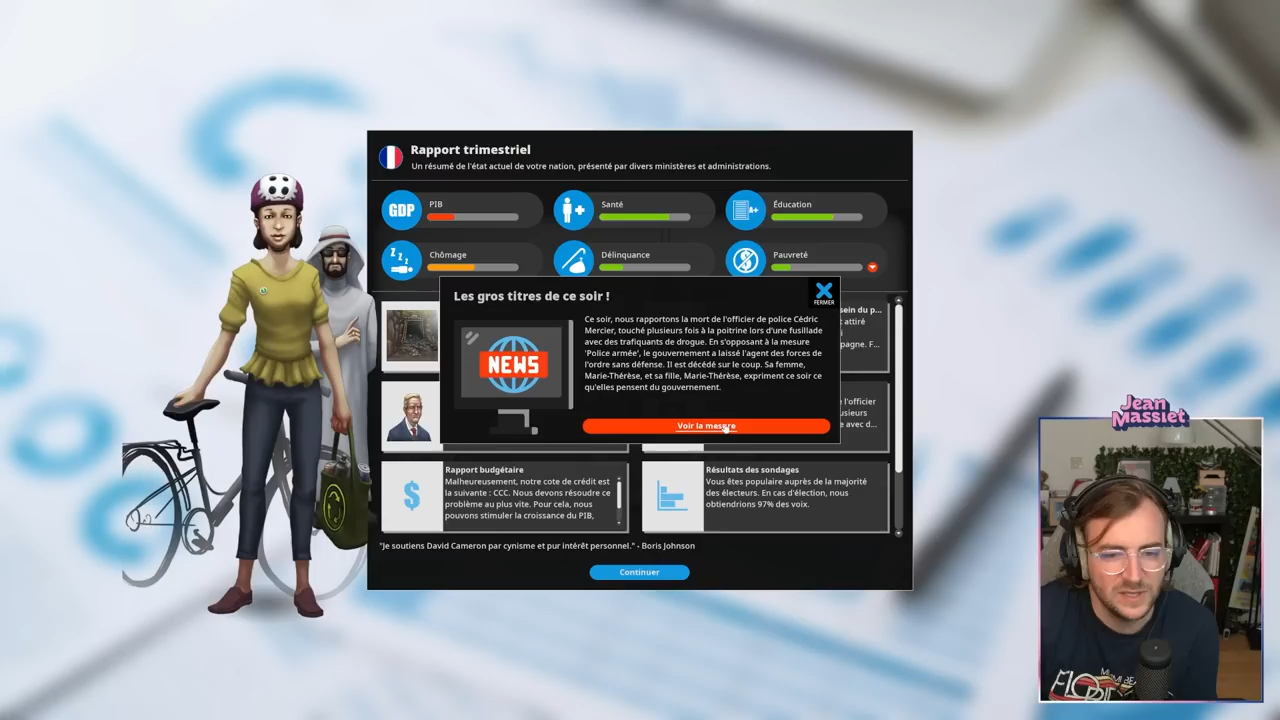 Rapport trimestriel
Un résumé de l'état actuel de votre nation, présenté par divers ministères et administrations.
GDP
PIB
Santé
A+
Éducation
Z Z Z
Chômage
Délinquance
Pauvreté
Les gros titres de ce soir !
FERMER
NEWS
Ce soir, nous rapportons la mort de l'officier de police Cédric
Mercier, touché plusieurs fois à la poitrine lors d'une fusillade
avec des trafiquants de drogue. En s'opposant à la mesure
'Police armée', le gouvernement a laissé l'agent des forces de
l'ordre sans défense. Il est décédé sur le coup. Sa femme,
Marie-Thérèse, et sa fille, Marie-Thérèse, expriment ce soir ce
qu'elles pensent du gouvernement.
Voir la mesure
sein du p...
attiré
pagne. F...
l'officier
usieurs
avec d...
Rapport budgétaire
Malheureusement, notre cote de crédit est
la suivante : CCC. Nous devons résoudre ce
problème au plus vite. Pour cela, nous
pouvons stimuler la croissance du PIB,
Résultats des sondages
Vous êtes populaire auprès de la majorité
des électeurs. En cas d'élection, nous
obtiendrions 97% des voix.
"Je soutiens David Cameron par cynisme et pur intérêt personnel." - Boris Johnson
Continuer
Jean
Massiet